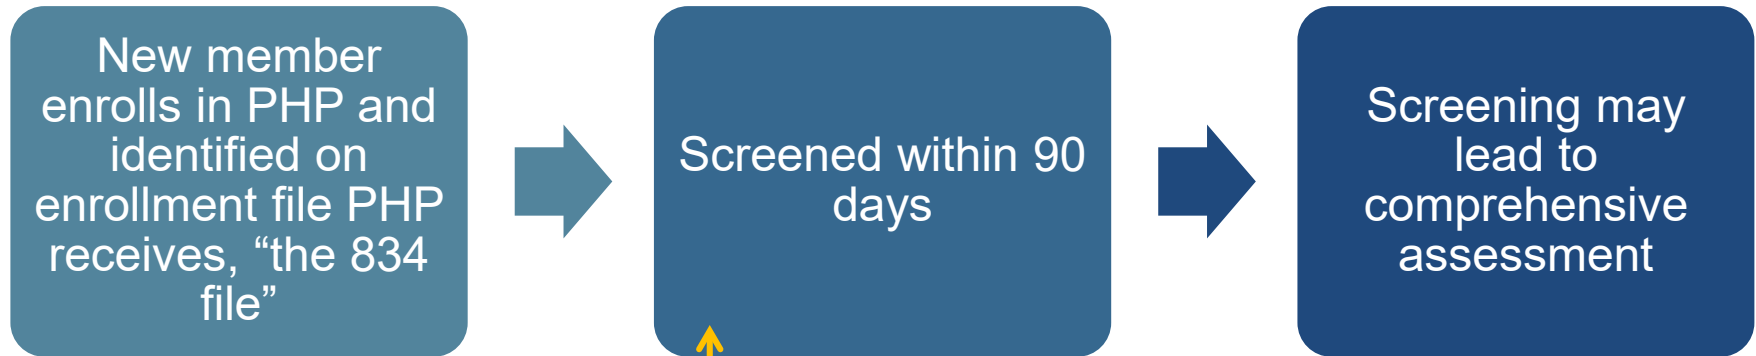 New member
enrolls in PHP and
identified on
enrollment file PHP
receives, “the 834
file”
Screened within 90
days
Screening may
lead to
comprehensive
assessment